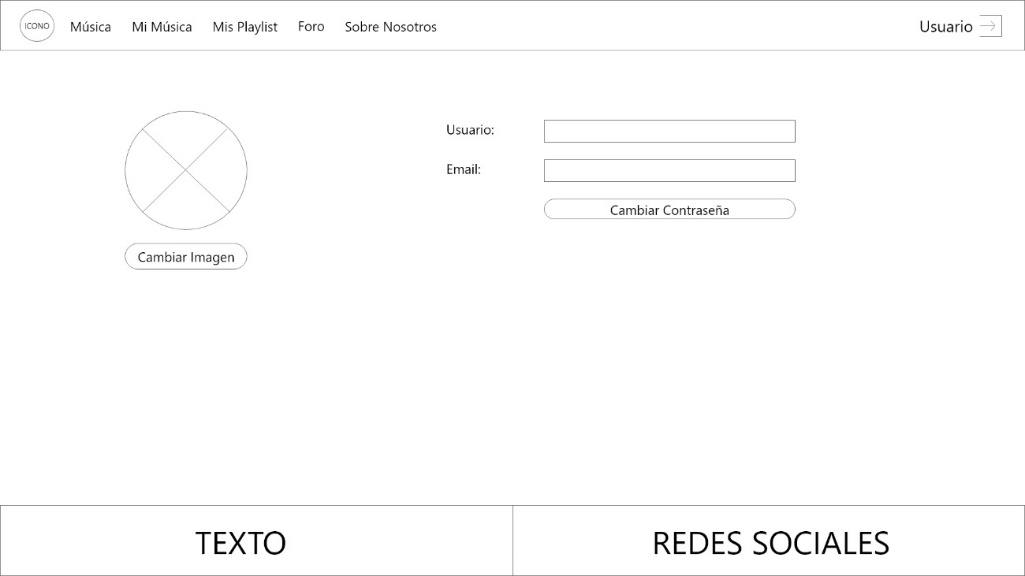 ICONO Música Mi Música Mis Playlist Foro Sobre Nosotros Usuario
Usuario:
Email:
Cambiar Contraseña
Cambiar Imagen
TEXTO REDES SOCIALES